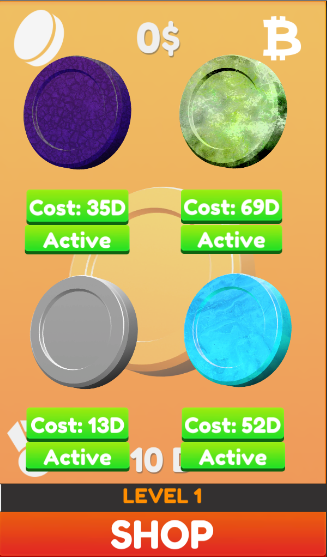 0$
Cost: 35D
Cost: 69D
Active
Active
Cost: 13D
Cost: 52D
Active
10 D
Active
LEVEL 1
SHOP